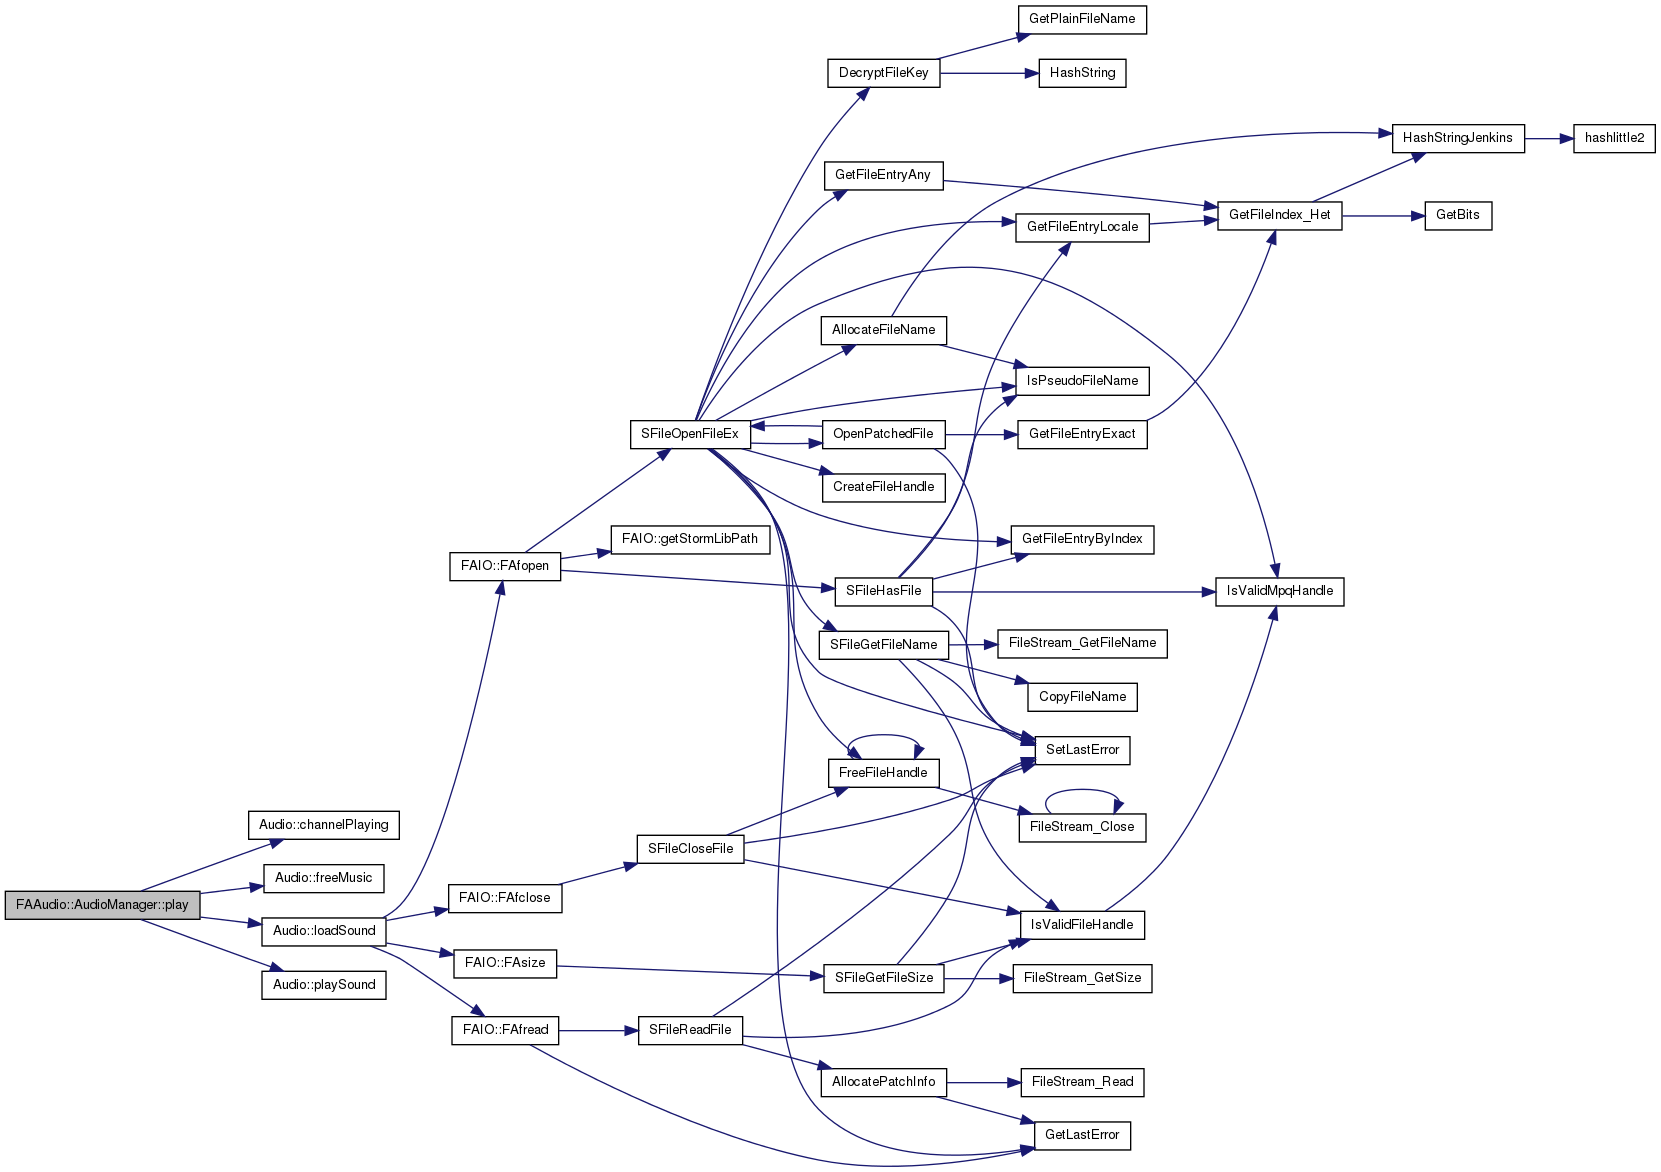 GetPlainFileName
DecryptFileKey
HashString
HashStringJenkins
hashlittle2
GetFileEntryAny
GetFileIndex_Het
GetBits
GetFileEntryLocale
AllocateFileName
IsPseudoFileName
SFileOpenFileEx
OpenPatchedFile
GetFileEntryExact
CreateFileHandle
FAIO::getStormLibPath
GetFileEntryByIndex
FAIO::FAfopen
SFileHasFile
IsValidMpqHandle
SFileGetFileName
FileStream_GetFileName
CopyFileName
SetLastError
FreeFileHandle
Audio::channelPlaying
FileStream_Close
SFileCloseFile
Audio::freeMusic
FAAudio::AudioManager::play
FAIO::FAfclose
Audio::loadSound
IsValidFileHandle
FAIO::FAsize
SFileGetFileSize
FileStream_GetSize
Audio::playSound
FAIO::FAfread
SFileReadFile
AllocatePatchInfo
FileStream_Read
GetLastError